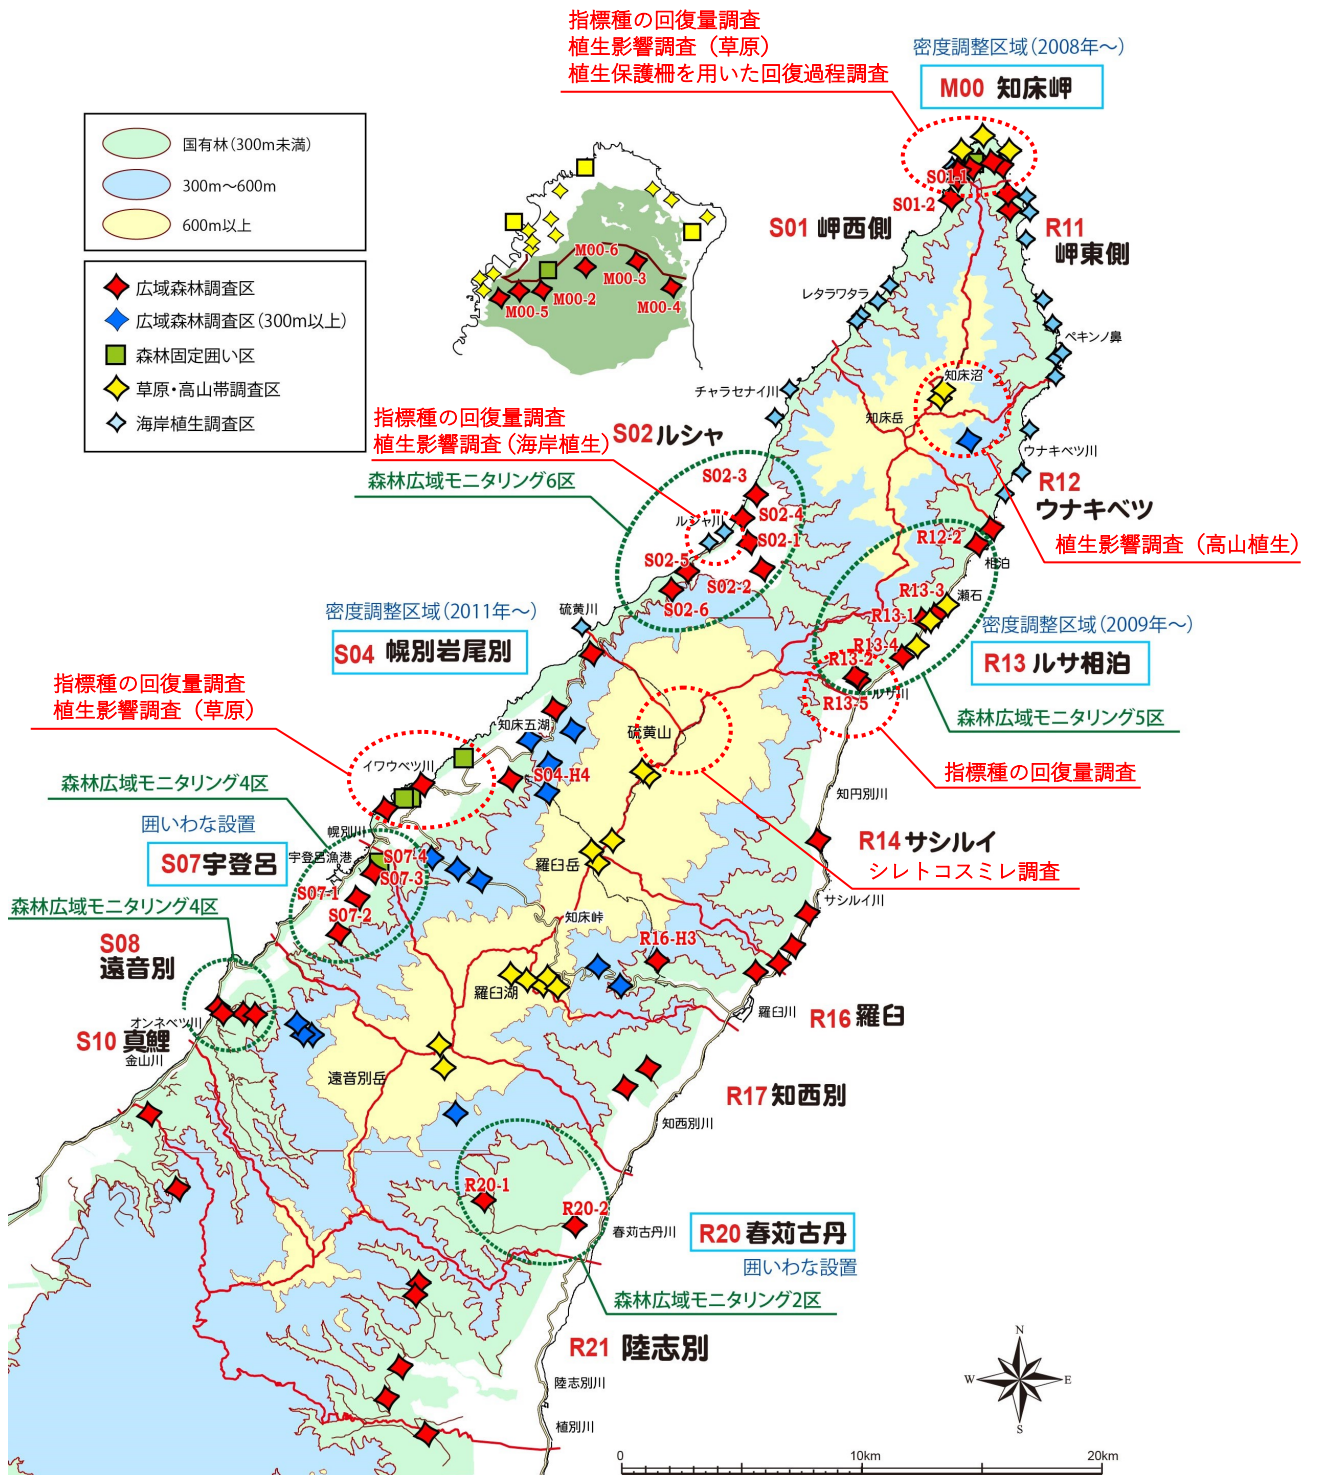 指標種の回復量調査
植生影響調査（草原）
植生保護柵を用いた回復過程調査
密度調整区域（2008年～）
M00 知床岬
国有林（300m未満）
300m～600m
600m以上
広域森林調査区
広域森林調査区（300m以上）
森林固定囲い区
草原・高山帯調査区
海岸植生調査区
M00-6
M00-3
M00-2
M00-5
M00-4
S01-1
S01-2
S01 岬西側
R11
岬東側
レタラワタラ
ペキンノ鼻
知床沼
チャラセナイ川
知床岳
指標種の回復量調査
植生影響調査（海岸植生）
S02 ルシャ
森林広域モニタリング6区
S02-3
ルシャ川
S02-4
S02-1
S02-5
S02-2
S02-6
ウナキベツ川
R12
ウナキベツ
植生影響調査（高山植生）
R12-2
相泊
R13-3
瀬石
R13-1
R13-4
R13-2
R13-5
ルサ川
密度調整区域（2009年～）
R13 ルサ相泊
森林広域モニタリング5区
指標種の回復量調査
密度調整区域（2011年～）
硫黄川
S04 幌別岩尾別
指標種の回復量調査
植生影響調査（草原）
知床五湖
硫黄山
イワウベツ川
S04-H4
森林広域モニタリング4区
知円別川
囲いわな設置
幌別川
S07 宇登呂
宇登呂漁港
S07-4
S07-3
S07-1
S07-2
羅臼岳
R14 サシルイ
シレトコスミレ調査
サシルイ川
森林広域モニタリング4区
知床峠
R16-H3
S08
遠音別
羅臼湖
羅臼川
R16 羅臼
オンネベツ川
S10 真鯉
金山川
遠音別岳
R17 知西別
知西別川
R20-1
R20-2
春苅古丹川
R20 春苅古丹
囲いわな設置
森林広域モニタリング2区
R21 陸志別
陸志別川
植別川
N
W
E
S
0
10km
20km